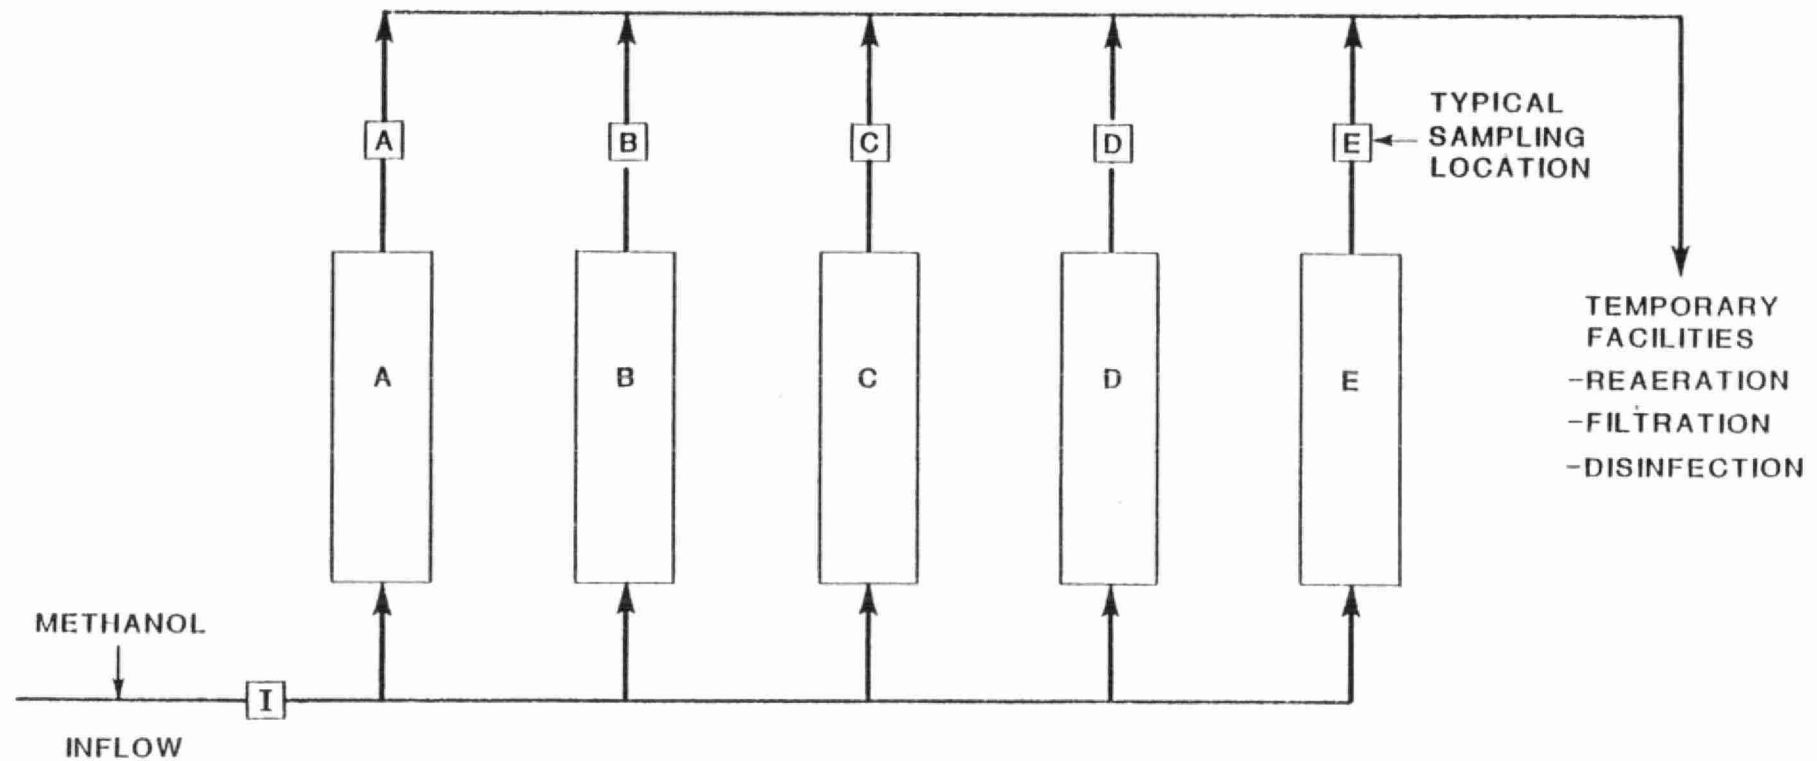 A
B
C
D
E
TYPICAL
SAMPLING
LOCATION
A
B
C
D
E
TEMPORARY
FACILITIES
-REAERATION
-FILTRATION
-DISINFECTION
METHANOL
I
INFLOW